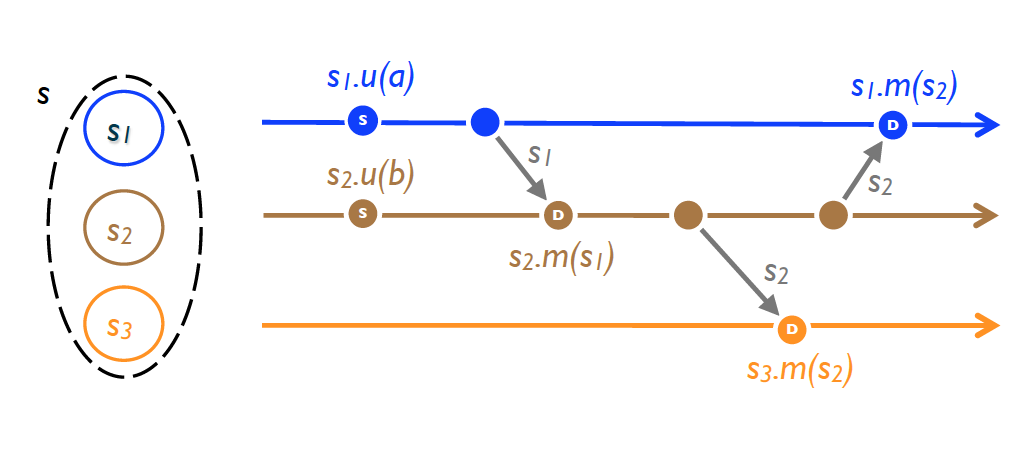 s
s1
s2
s3
s1.u(a)
s1.m(s2)
S
D
s1
s2
s2.u(b)
S
D
s2.m(s1)
s2
D
s3.m(s2)